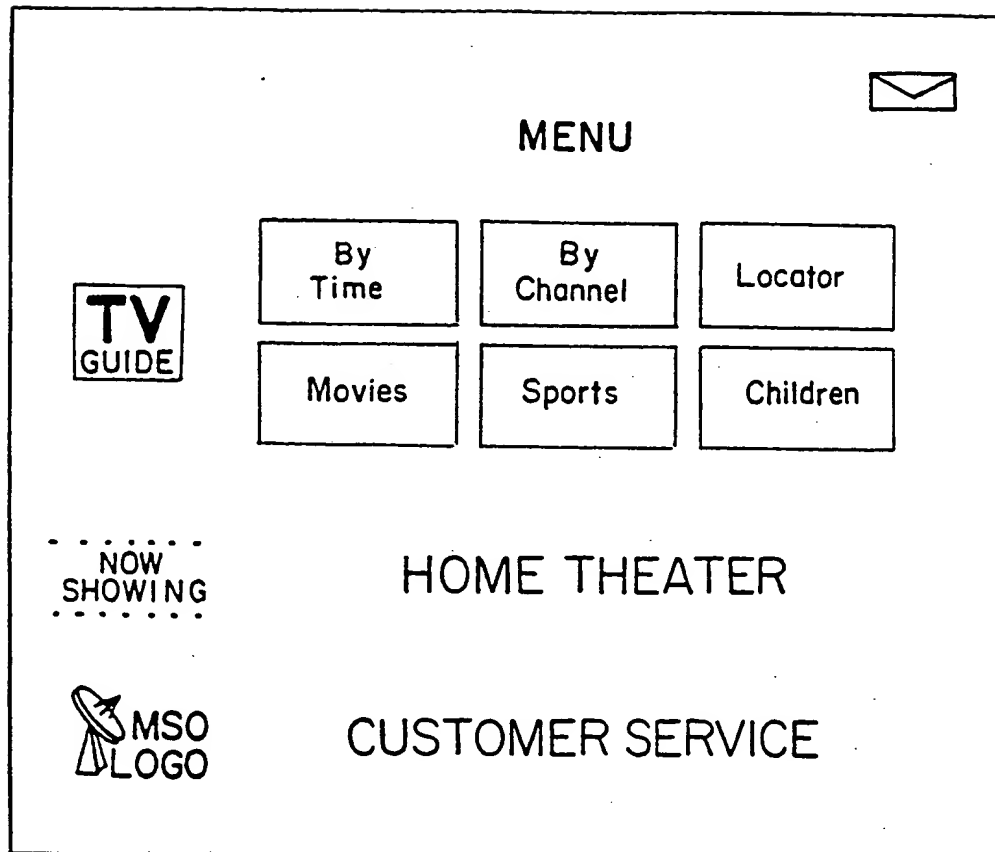 MENU
By
Time
By
Channel
Locator
TV
GUIDE
Movies
Sports
Children
NOW
SHOWING
HOME THEATER
MSO
LOGO
CUSTOMER SERVICE